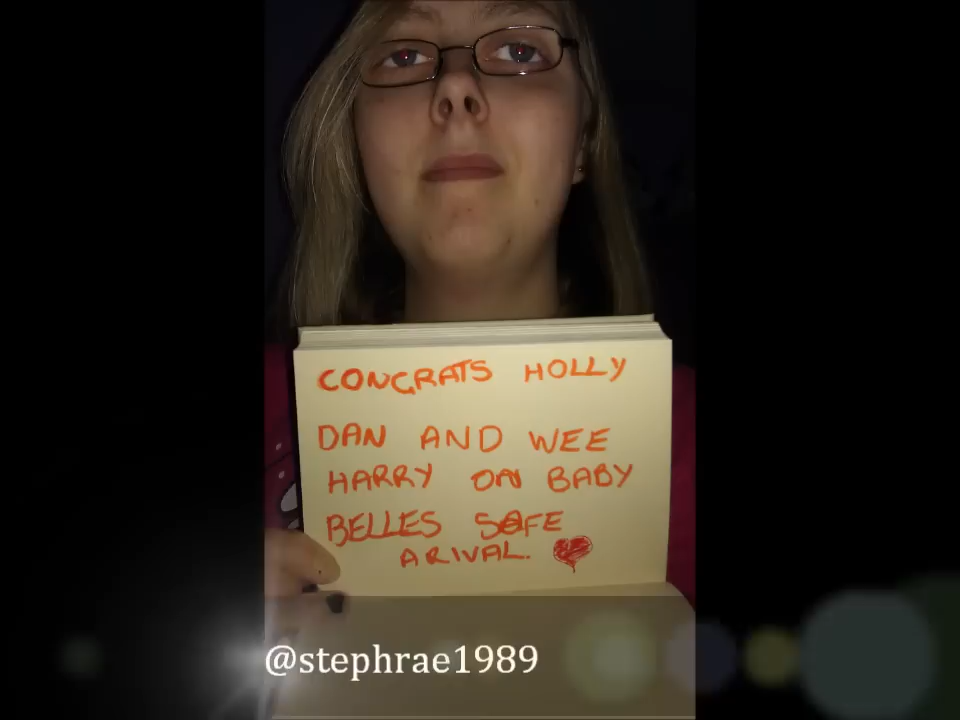 CONGRATS HOLLY
DAN AND WEE
HARRY ON BABY
BELLES SAFE
ARIVAL.
@stephrae1989